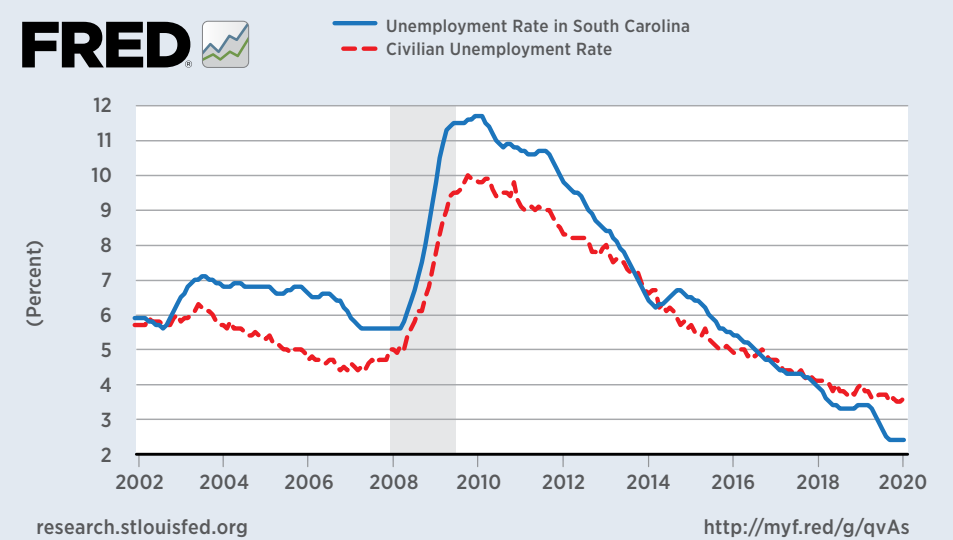 FRED®
Unemployment Rate in South Carolina
Civilian Unemployment Rate
(Percent)
12
11
10
9
8
7
6
5
4
3
2
2002 2004 2006 2008 2010 2012 2014 2016 2018 2020
research.stlouisfed.org http://myf.red/g/qvAs